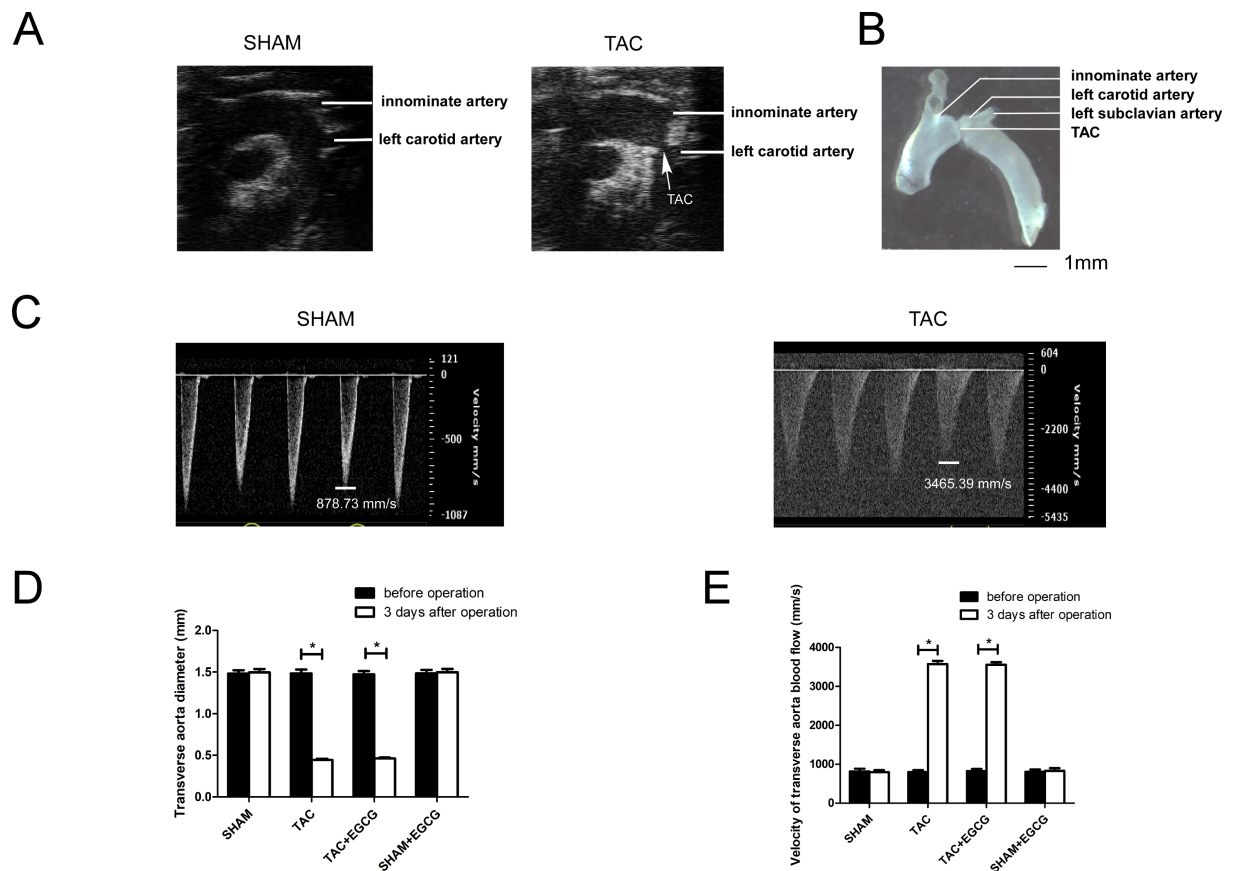 A
B
SHAM
TAC
innominate artery
left carotid artery
innominate artery
left carotid artery
TAC
innominate artery
left carotid artery
left subclavian artery
TAC
1mm
C
SHAM
TAC
121
0
-500
-1087
Velocity mm/s
878.73 mm/s
604
0
-2200
-4400
-5435
Velocity mm/s
3465.39 mm/s
D
before operation
3 days after operation
Transverse aorta diameter (mm)
2.0
1.5
1.0
0.5
0.0
*
*
SHAM
TAC
TAC+EGCG
SHAM+EGCG
E
before operation
3 days after operation
Velocity of transverse aorta blood flow (mm/s)
4000
3000
2000
1000
0
*
*
SHAM
TAC
TAC+EGCG
SHAM+EGCG